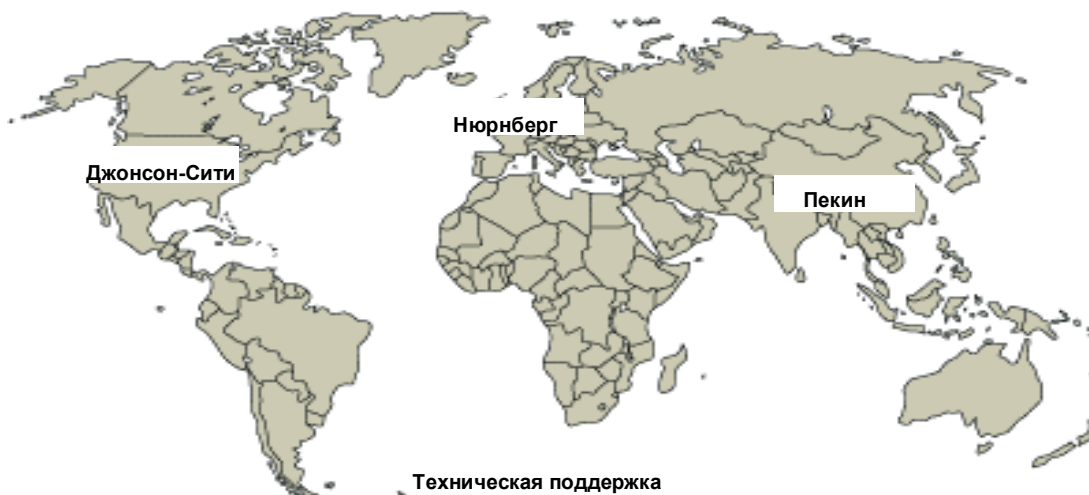 Нюрнберг
Джонсон-Сити
Пекин
Техническая поддержка